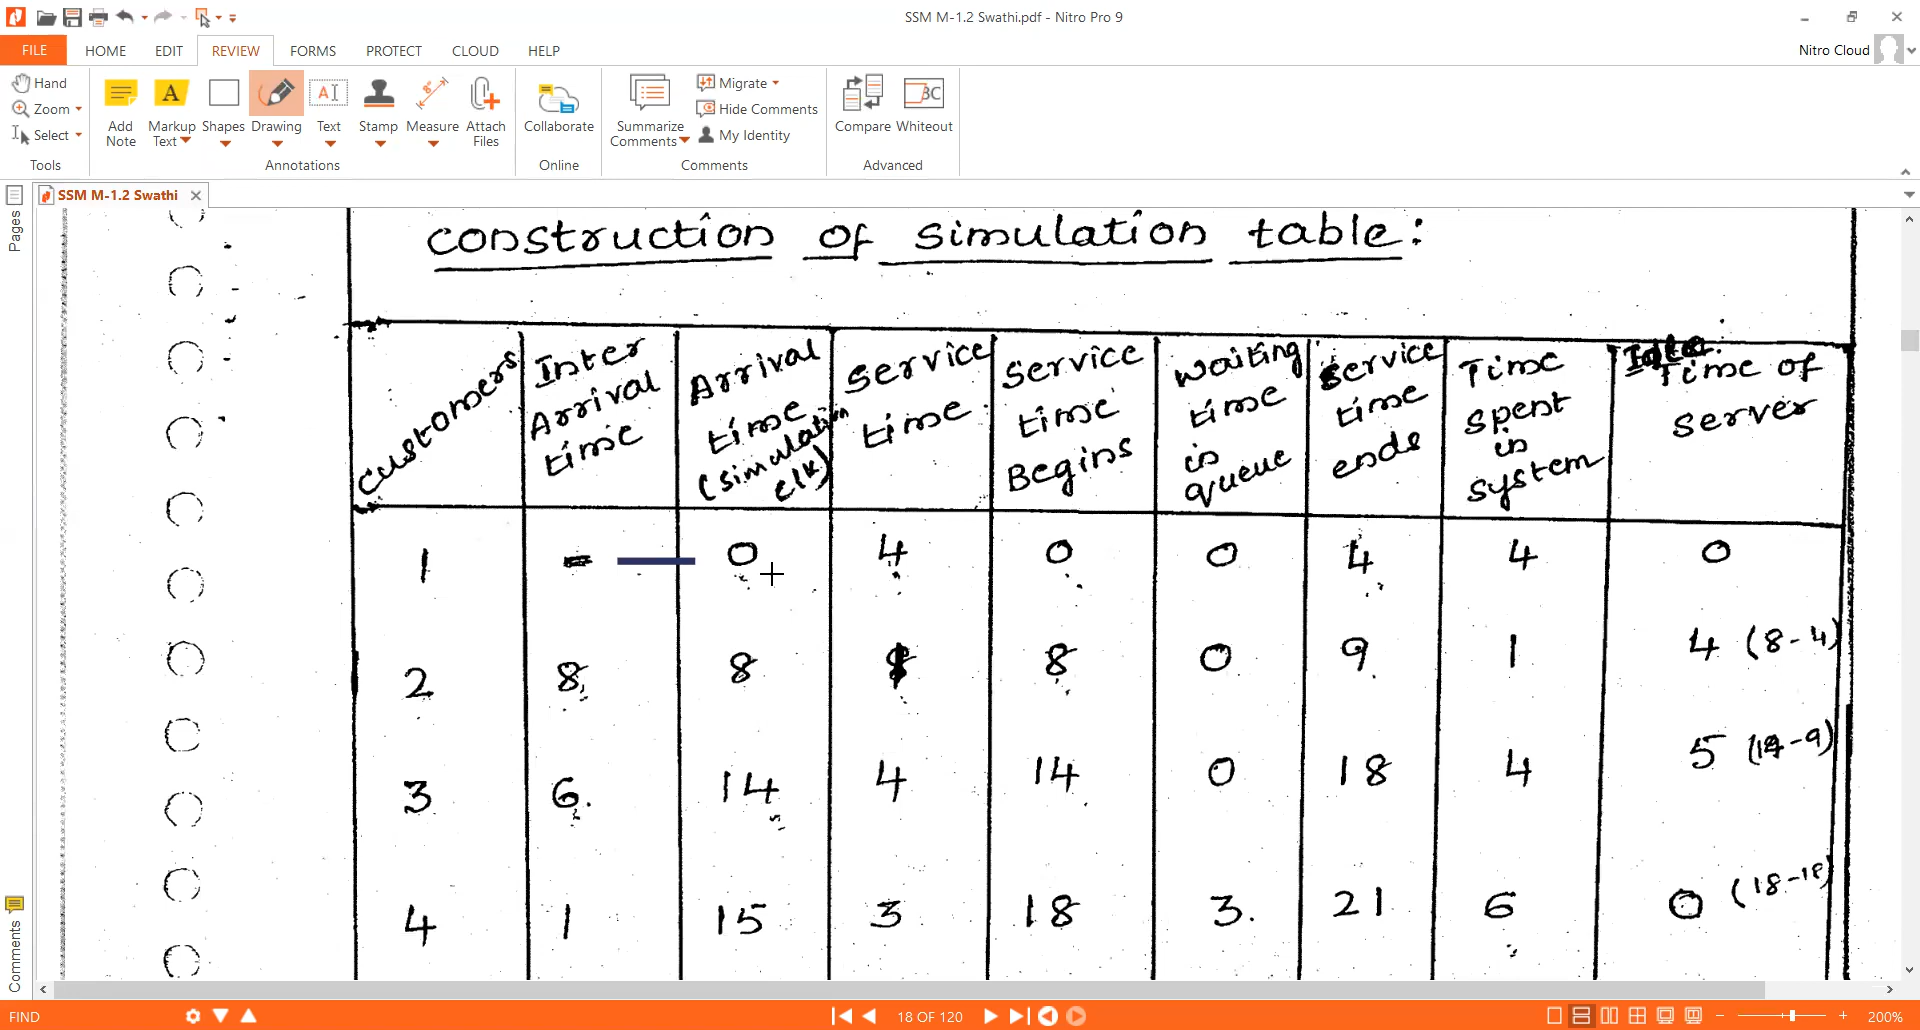 SSM M-1.2 Swathi.pdf - Nitro Pro 9
FILE HOME EDIT REVIEW FORMS PROTECT CLOUD HELP
Nitro Cloud
Hand
Zoom
Select
Tools
Add Note
Markup Text
Shapes
Drawing
Text
Stamp
Measure
Attach Files
Annotations
Collaborate
Online
Summarize Comments
Migrate
Hide Comments
My Identity
Comments
Compare
Whiteout
Advanced
SSM M-1.2 Swathi
Pages
Construction of simulation table:
Customers
Inter Arrival time
Arrival time (simulation clk)
Service time
Service time Begins
Waiting time in queue
Service time ends
Time spent in system
Idle Time of server
1 - 0 4 0 0 4 4 0
2 8 8 1 8 0 9 1 4 (8-4)
3 6. 14 4 14 0 18 4 5 (14-9)
4 1 15 3 18 3. 21 6 0 (18-18)
Comments
FIND
18 OF 120
200%